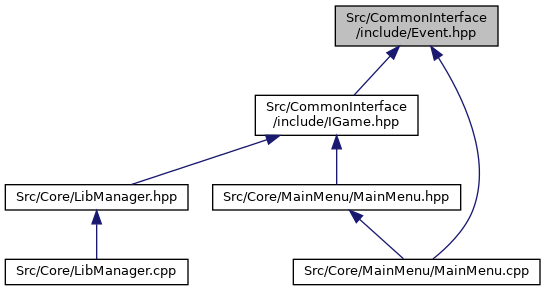 Src/CommonInterface
/include/Event.hpp
Src/CommonInterface
/include/IGame.hpp
Src/Core/LibManager.hpp
Src/Core/MainMenu/MainMenu.hpp
Src/Core/LibManager.cpp
Src/Core/MainMenu/MainMenu.cpp